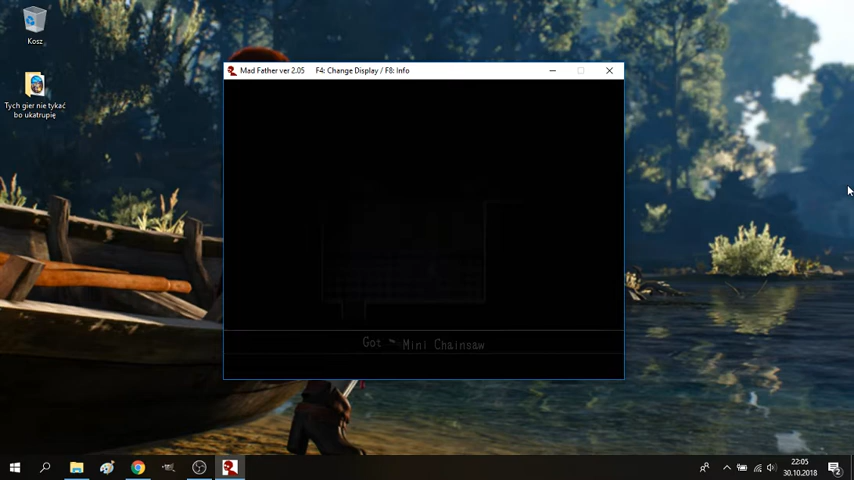 Kosz
Tych gier nie tykać
bo ukatrupię
Mad Father ver 2.05 F4: Change Display / F8: Info
Got Mini Chainsaw
22:05
30.10.2018
2